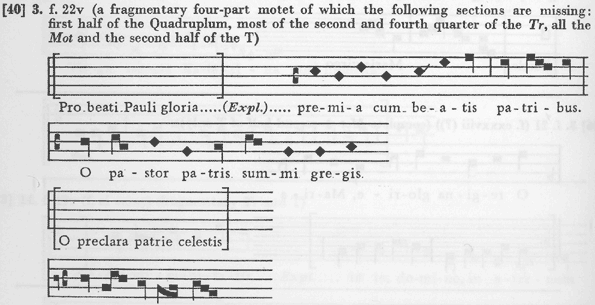 [40] 3. f. 22v (a fragmentary four-part motet of which the following sections are missing:
first half of the Quadruplum, most of the second and fourth quarter of the Tr, all the
Mot and the second half of the T)
Pro.beati.Pauli gloria.....(Expl.)..... pre-mi-a cum_be-a-tis pa-tri-bus.
O pa-stor pa-tris. sum-mi gre-gis.
O preclara patrie celestis